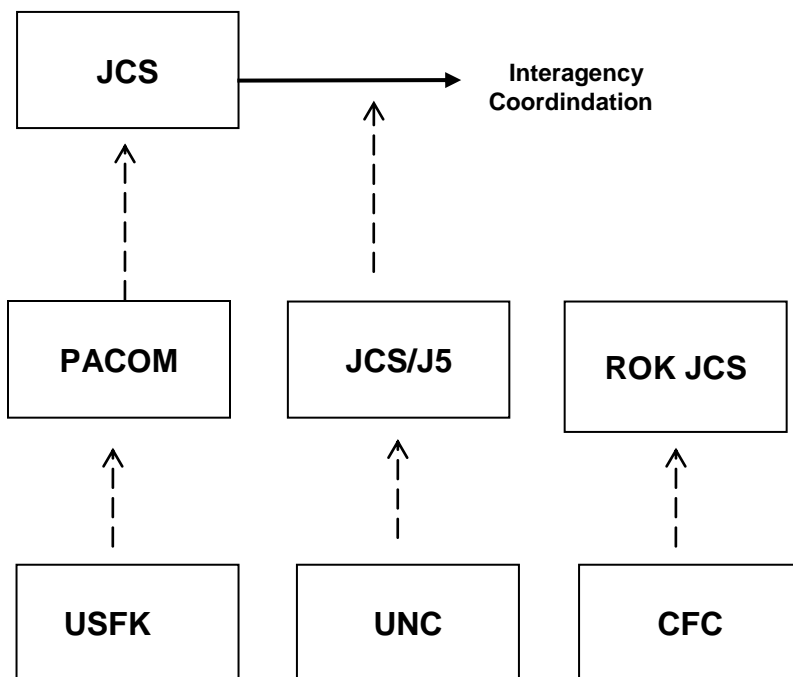 JCS
Interagency
Coordindation
PACOM
JCS/J5
ROK JCS
USFK
UNC
CFC